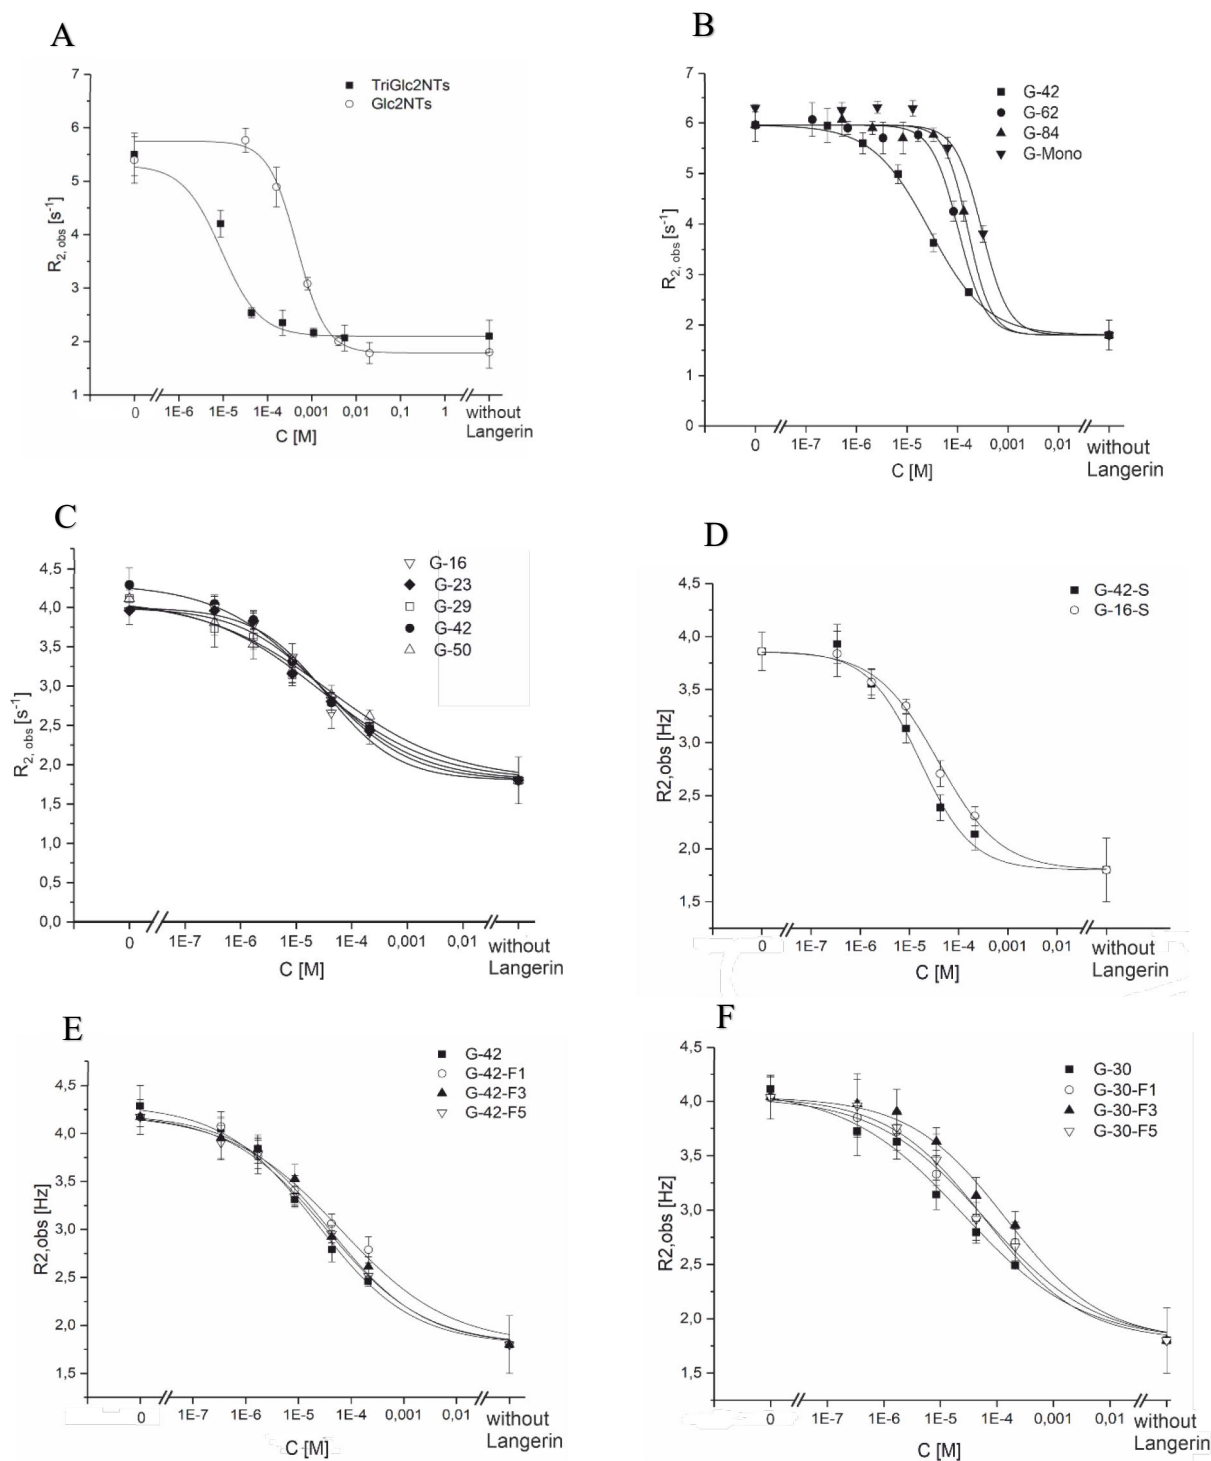 A
7
6
5
4
3
2
1
R2, obs [s-1]
TriGlc2NTs
Glc2NTs
0
1E-6
1E-5
1E-4
0,001
0,01
0,1
1
without
Langerin
C [M]
B
7
6
5
4
3
2
1
0
R2, obs [s-1]
G-42
G-62
G-84
G-Mono
0
1E-7
1E-6
1E-5
1E-4
0,001
0,01
without
Langerin
C [M]
C
4,5
4,0
3,5
3,0
2,5
2,0
1,5
1,0
0,5
0,0
R2, obs [s-1]
G-16
G-23
G-29
G-42
G-50
0
1E-7
1E-6
1E-5
1E-4
0,001
0,01
without
Langerin
C [M]
D
4,5
4,0
3,5
3,0
2,5
2,0
1,5
R2,obs [Hz]
G-42-S
G-16-S
0
1E-7
1E-6
1E-5
1E-4
0,001
0,01
without
Langerin
C [M]
E
4,5
4,0
3,5
3,0
2,5
2,0
1,5
R2,obs [Hz]
G-42
G-42-F1
G-42-F3
G-42-F5
0
1E-7
1E-6
1E-5
1E-4
0,001
0,01
without
Langerin
C [M]
F
4,5
4,0
3,5
3,0
2,5
2,0
1,5
R2,obs [Hz]
G-30
G-30-F1
G-30-F3
G-30-F5
0
1E-7
1E-6
1E-5
1E-4
0,001
0,01
without
Langerin
C [M]